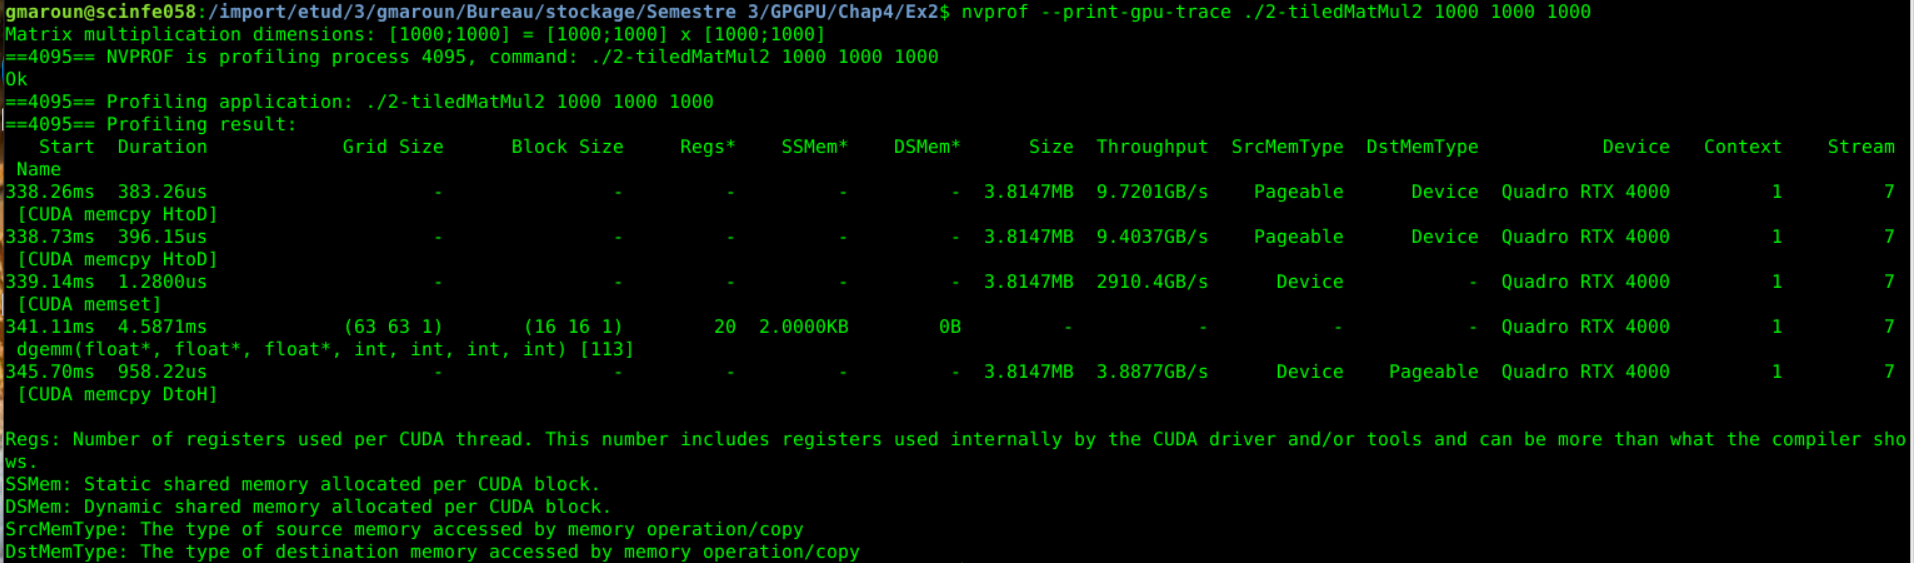 gmaroun@scinfe058:/import/etud/3/gmaroun/Bureau/stockage/Semestre 3/GPGPU/Chap4/Ex2$ nvprof --print-gpu-trace ./2-tiledMatMul2 1000 1000 1000
Matrix multiplication dimensions: [1000;1000] = [1000;1000] x [1000;1000]
==4095== NVPROF is profiling process 4095, command: ./2-tiledMatMul2 1000 1000 1000
Ok
==4095== Profiling application: ./2-tiledMatMul2 1000 1000 1000
==4095== Profiling result:
   Start  Duration            Grid Size      Block Size     Regs*    SSMem*    DSMem*      Size  Throughput  SrcMemType  DstMemType           Device   Context    Stream
 Name
338.26ms  383.26us                    -               -         -         -         -  3.8147MB  9.7201GB/s    Pageable      Device  Quadro RTX 4000         1         7
 [CUDA memcpy HtoD]
338.73ms  396.15us                    -               -         -         -         -  3.8147MB  9.4037GB/s    Pageable      Device  Quadro RTX 4000         1         7
 [CUDA memcpy HtoD]
339.14ms  1.2800us                    -               -         -         -         -  3.8147MB  2910.4GB/s      Device           -  Quadro RTX 4000         1         7
 [CUDA memset]
341.11ms  4.5871ms            (63 63 1)       (16 16 1)        20  2.0000KB        0B         -           -           -           -  Quadro RTX 4000         1         7
 dgemm(float*, float*, float*, int, int, int, int) [113]
345.70ms  958.22us                    -               -         -         -         -  3.8147MB  3.8877GB/s      Device    Pageable  Quadro RTX 4000         1         7
 [CUDA memcpy DtoH]
Regs: Number of registers used per CUDA thread. This number includes registers used internally by the CUDA driver and/or tools and can be more than what the compiler sho
ws.
SSMem: Static shared memory allocated per CUDA block.
DSMem: Dynamic shared memory allocated per CUDA block.
SrcMemType: The type of source memory accessed by memory operation/copy
DstMemType: The type of destination memory accessed by memory operation/copy